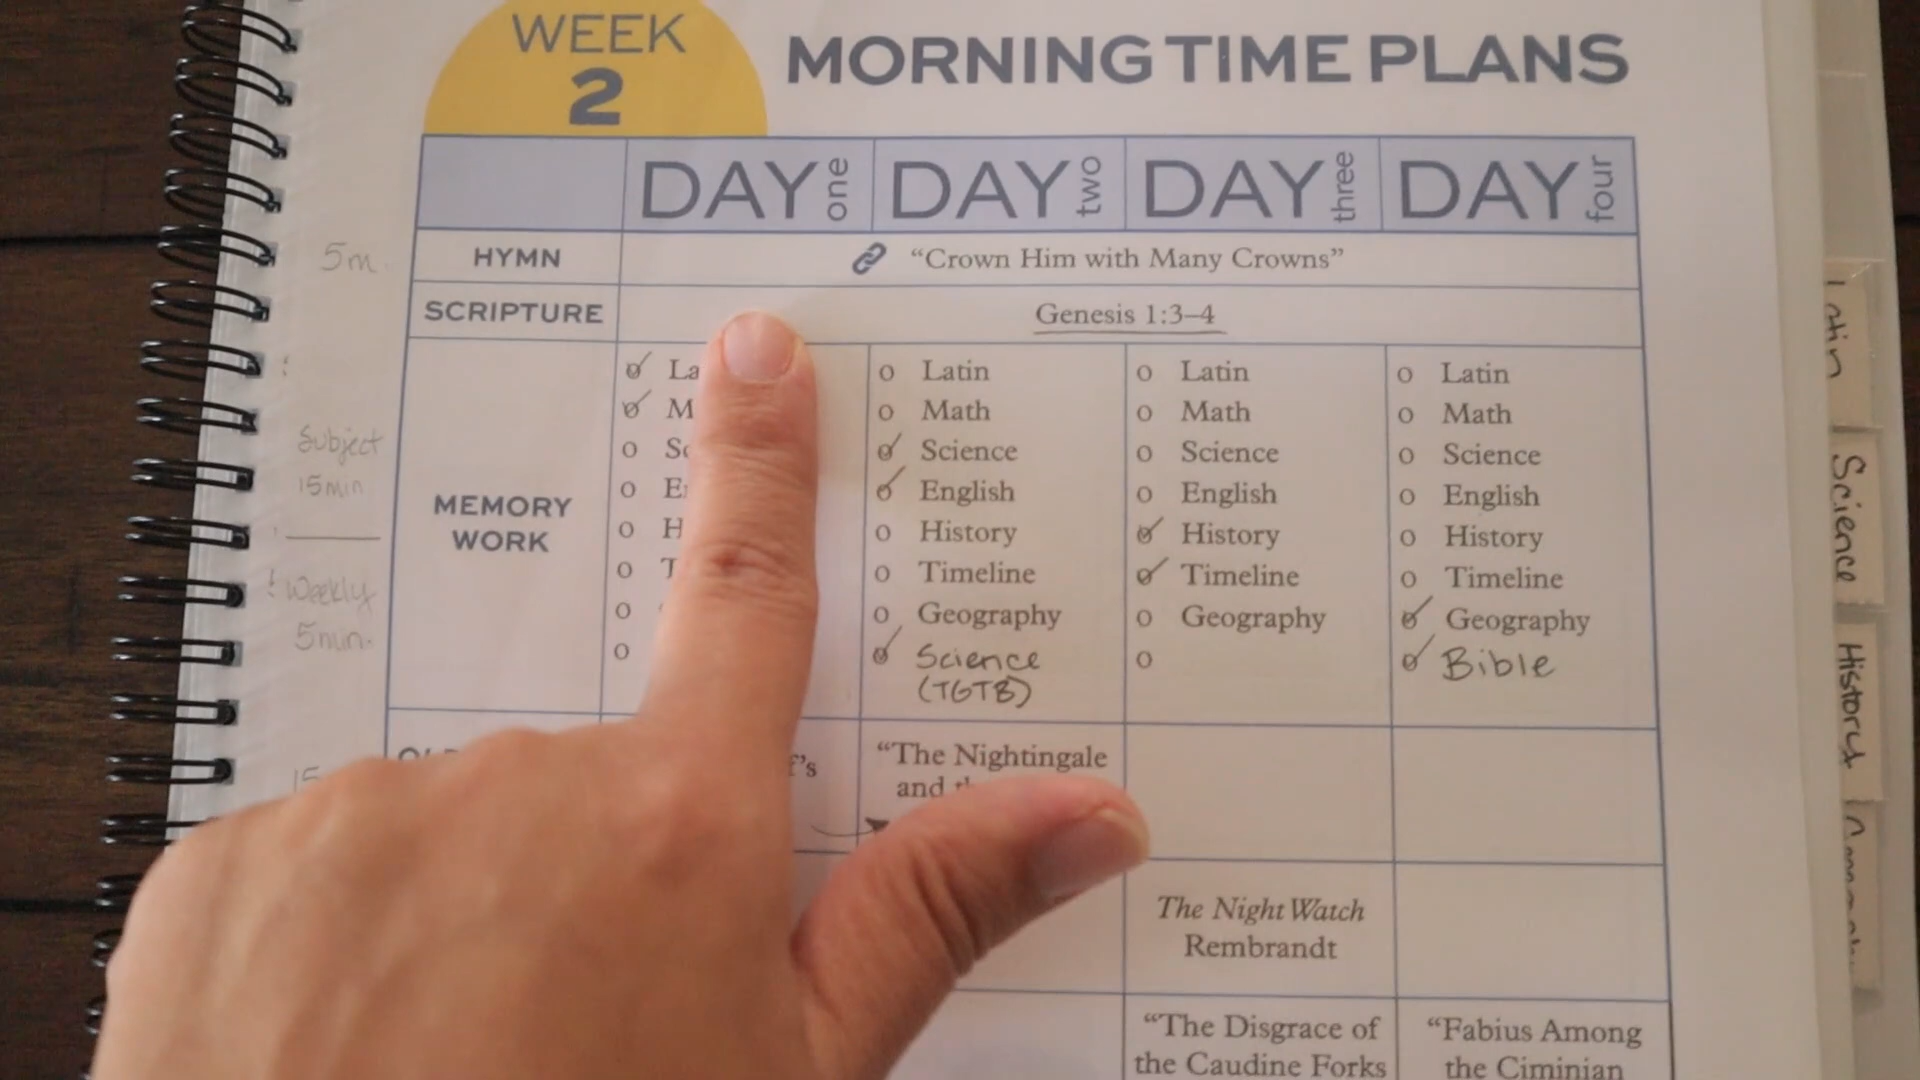 WEEK
2
MORNING TIME PLANS
DAY one DAY two DAY three DAY four
5m.
HYMN
"Crown Him with Many Crowns"
SCRIPTURE
Genesis 1:3–4
Subject
15min
Weekly
5min.
MEMORY
WORK
o Latin
o Math
o Science
o English
o History
o Timeline
o Geography
o Science
(TGTB)
o Latin
o Math
o Science
o English
o History
o Timeline
o Geography
o
o Latin
o Math
o Science
o English
o History
o Timeline
o Geography
o Bible
15
"The Nightingale
and
The Night Watch
Rembrandt
"The Disgrace of
the Caudine Forks
"Fabius Among
the Ciminian
Latin
Science
History